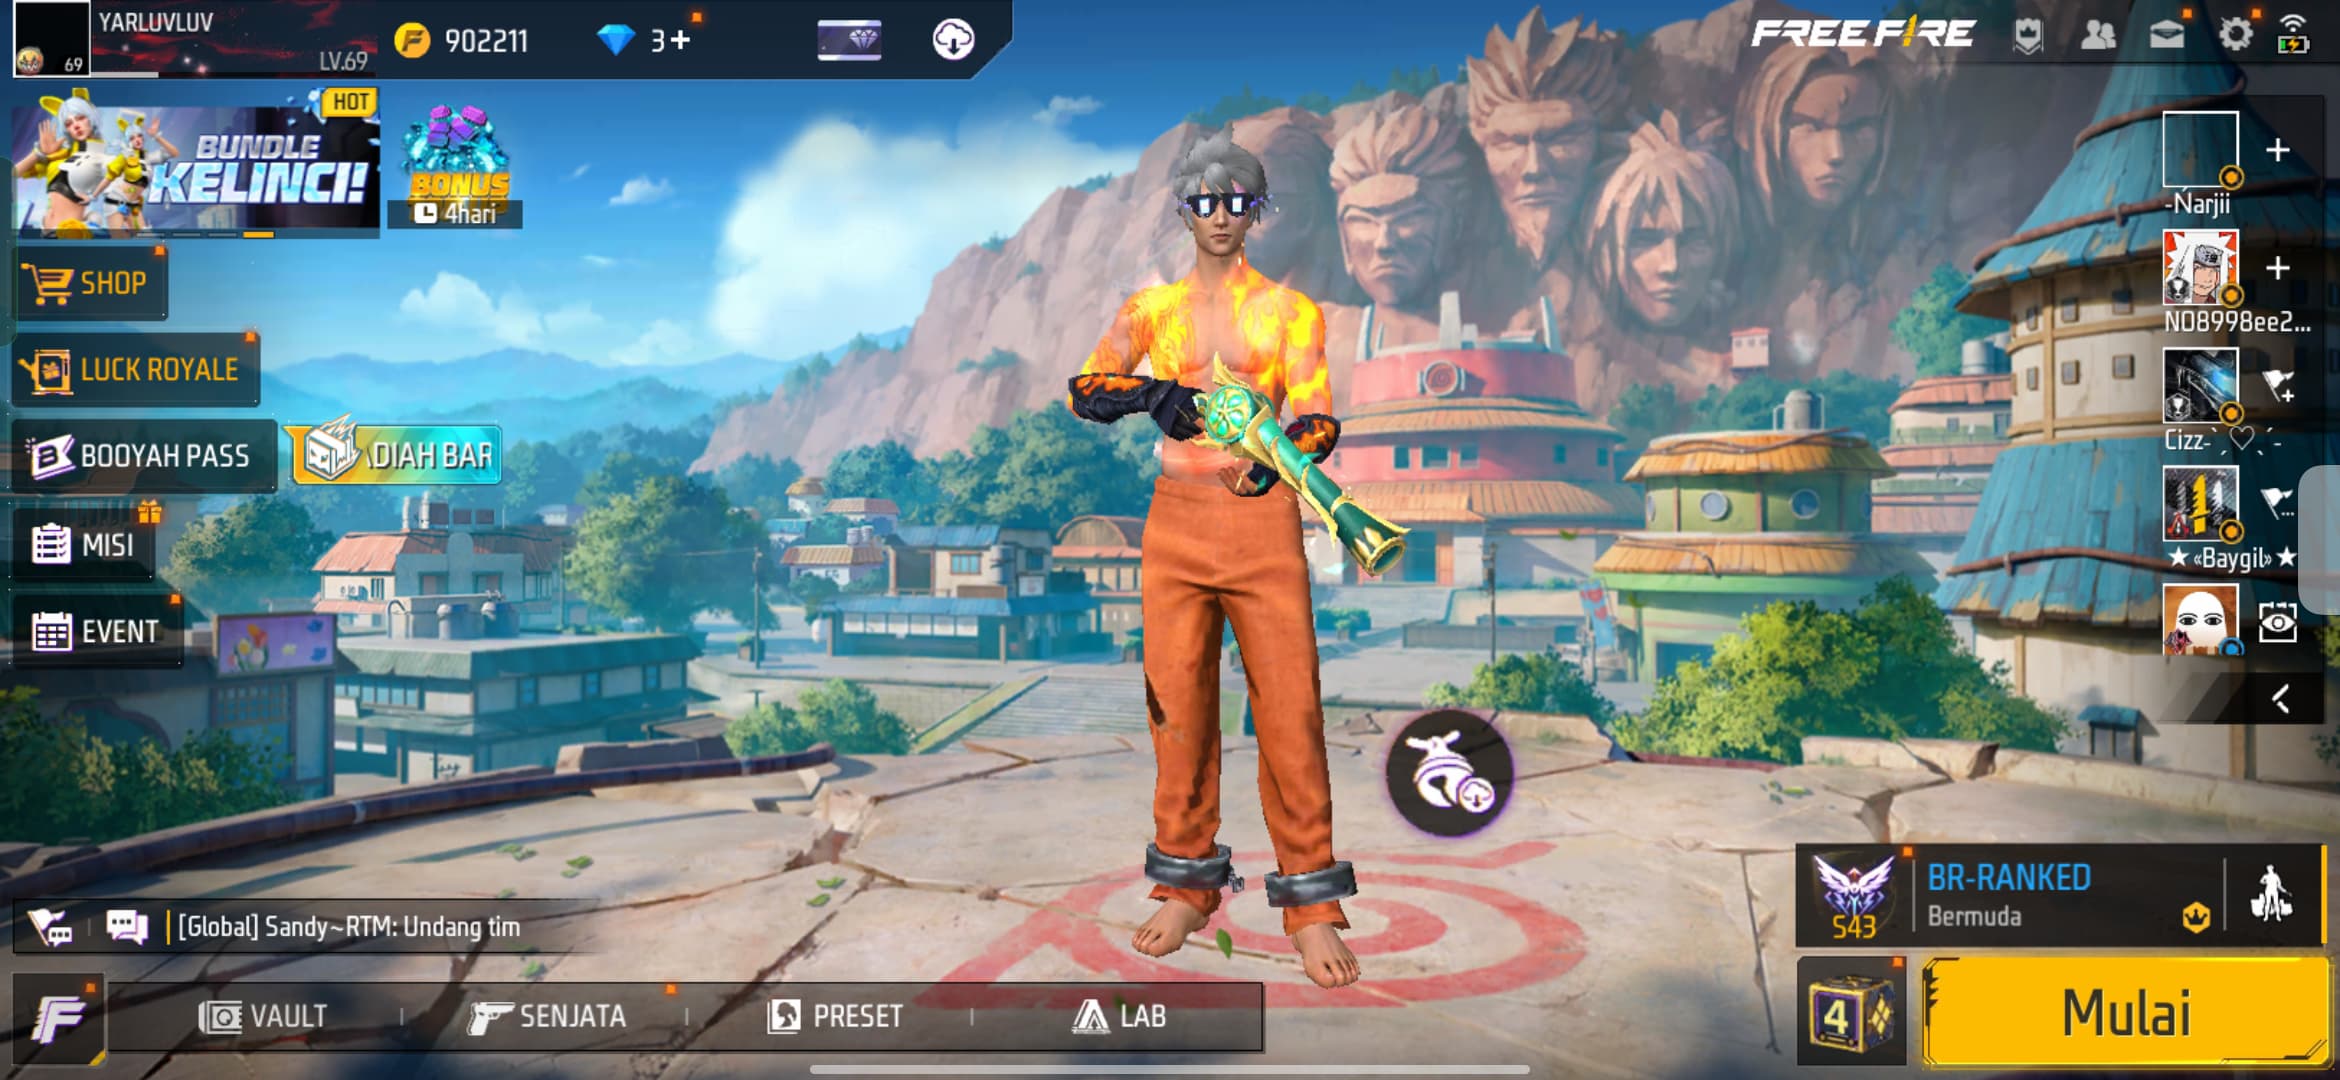 YARLUVLUV
69
LV.69
902211
3+
FREE FIRE
HOT
BUNDLE
KELINCI!
BONUS
4hari
SHOP
LUCK ROYALE
BOOYAH PASS
DIAH BAR
MISI
EVENT
-Ńarjii
N08998ee2...
Cizz-`ˎ♡ˏ´-
★«Baygil»★
[Global] Sandy~RTM: Undang tim
VAULT
SENJATA
PRESET
LAB
S43
BR-RANKED
Bermuda
4
Mulai